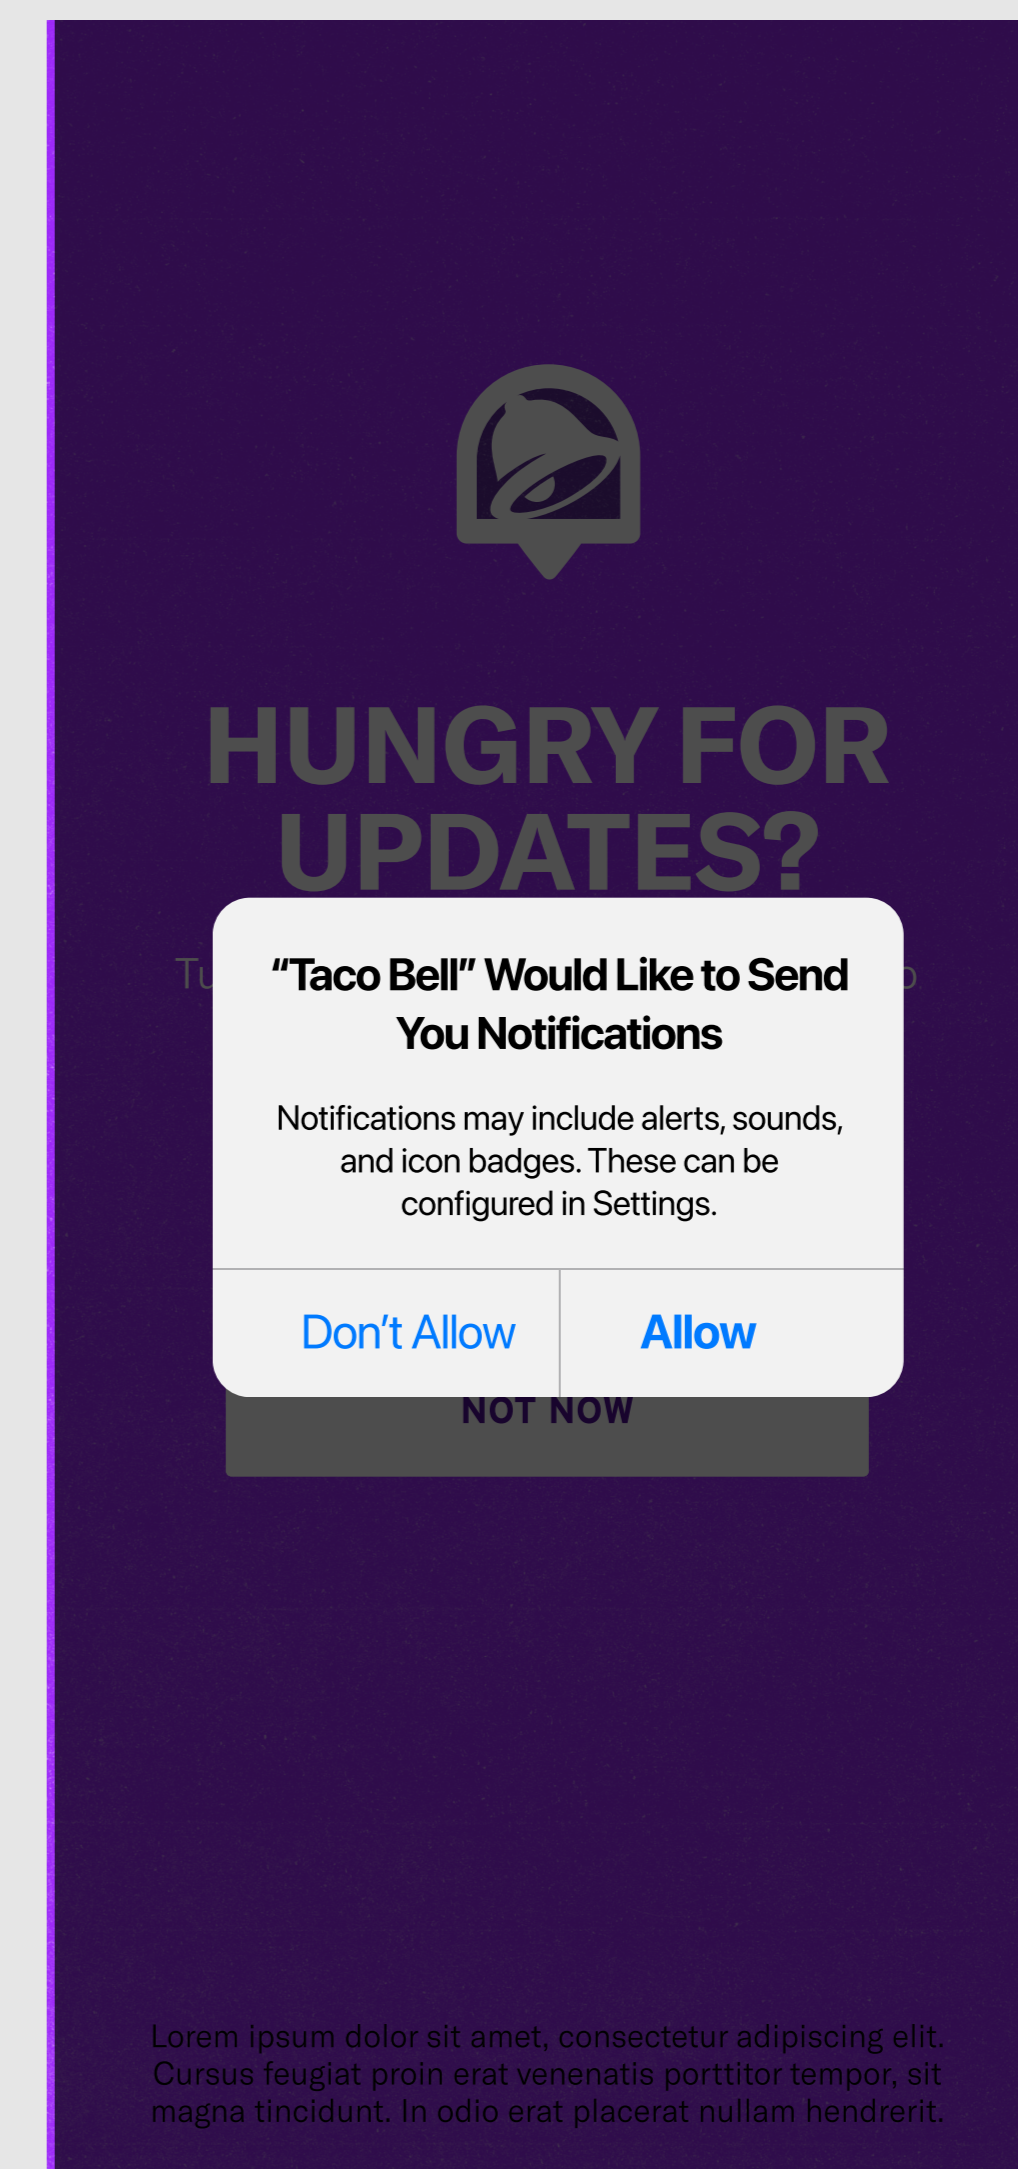 HUNGRY FOR
UPDATES?
“Taco Bell” Would Like to Send
You Notifications
Notifications may include alerts, sounds,
and icon badges. These can be
configured in Settings.
Don’t Allow
Allow
NOT NOW
Lorem ipsum dolor sit amet, consectetur adipiscing elit.
Cursus feugiat proin erat venenatis porttitor tempor, sit
magna tincidunt. In odio erat placerat nullam hendrerit.